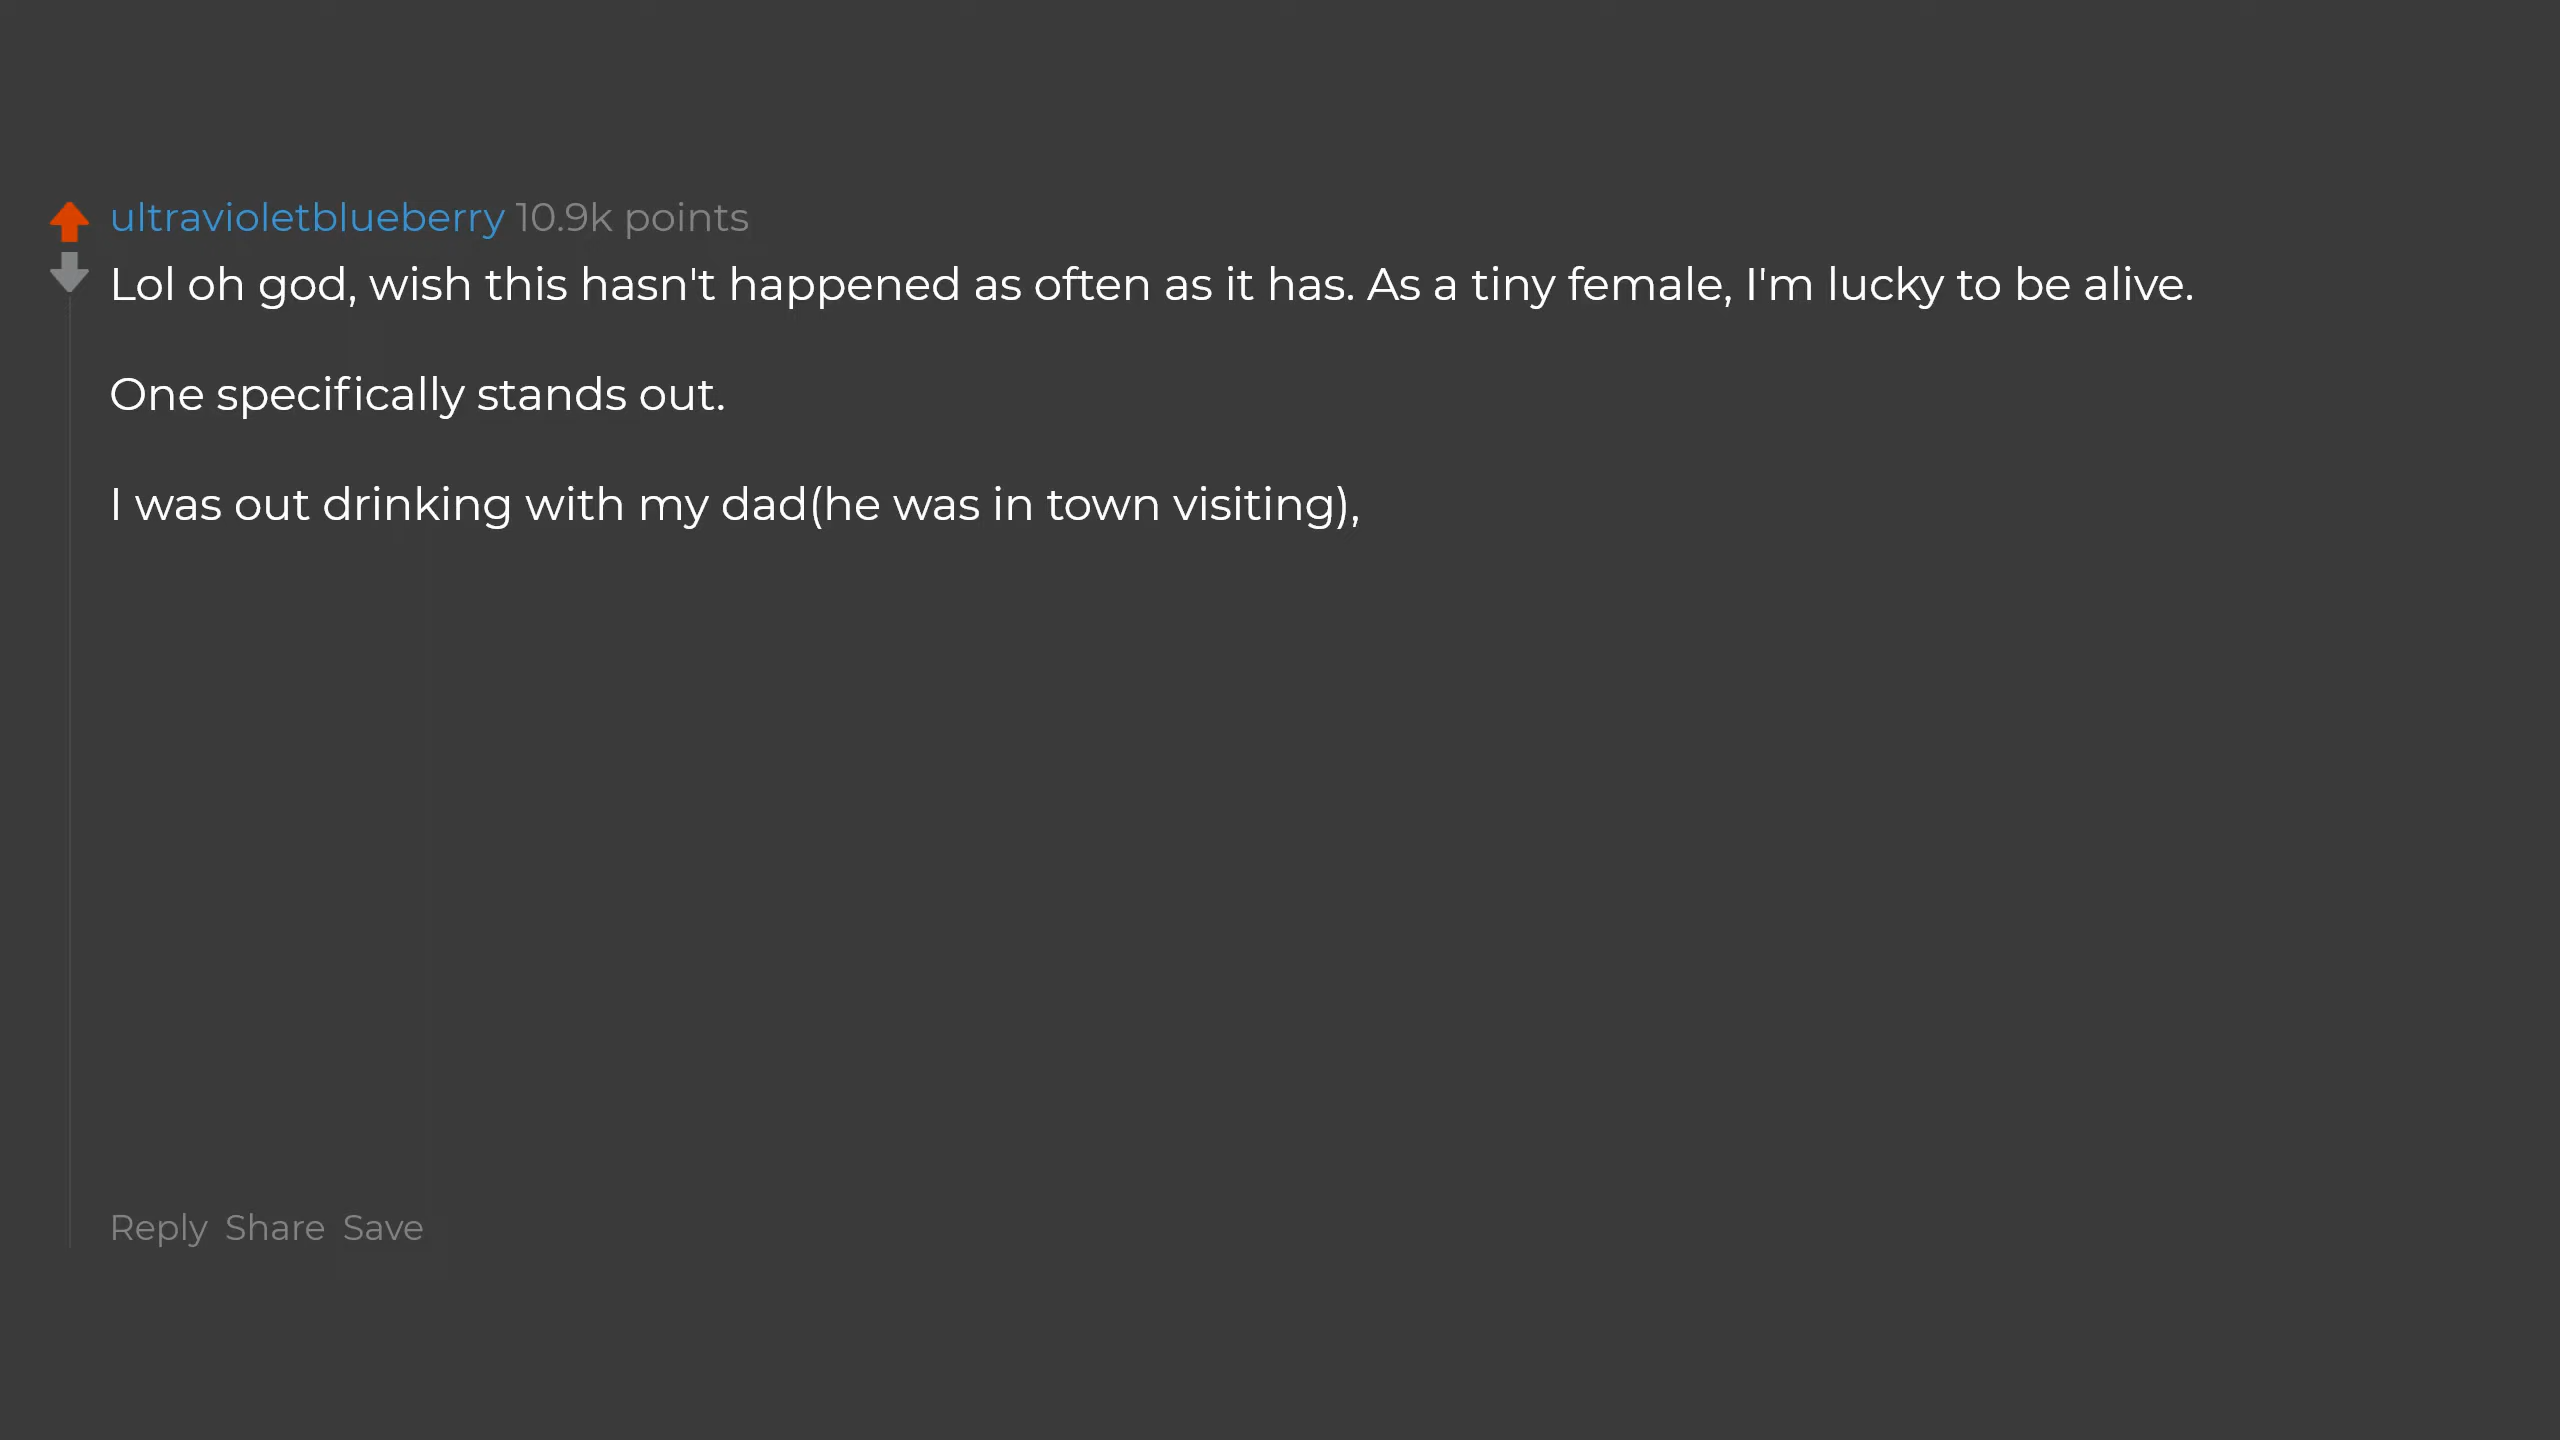 ultravioletblueberry 10.9k points
Lol oh god, wish this hasn't happened as often as it has. As a tiny female, I'm lucky to be alive.
One specifically stands out.
I was out drinking with my dad(he was in town visiting),
Reply Share Save